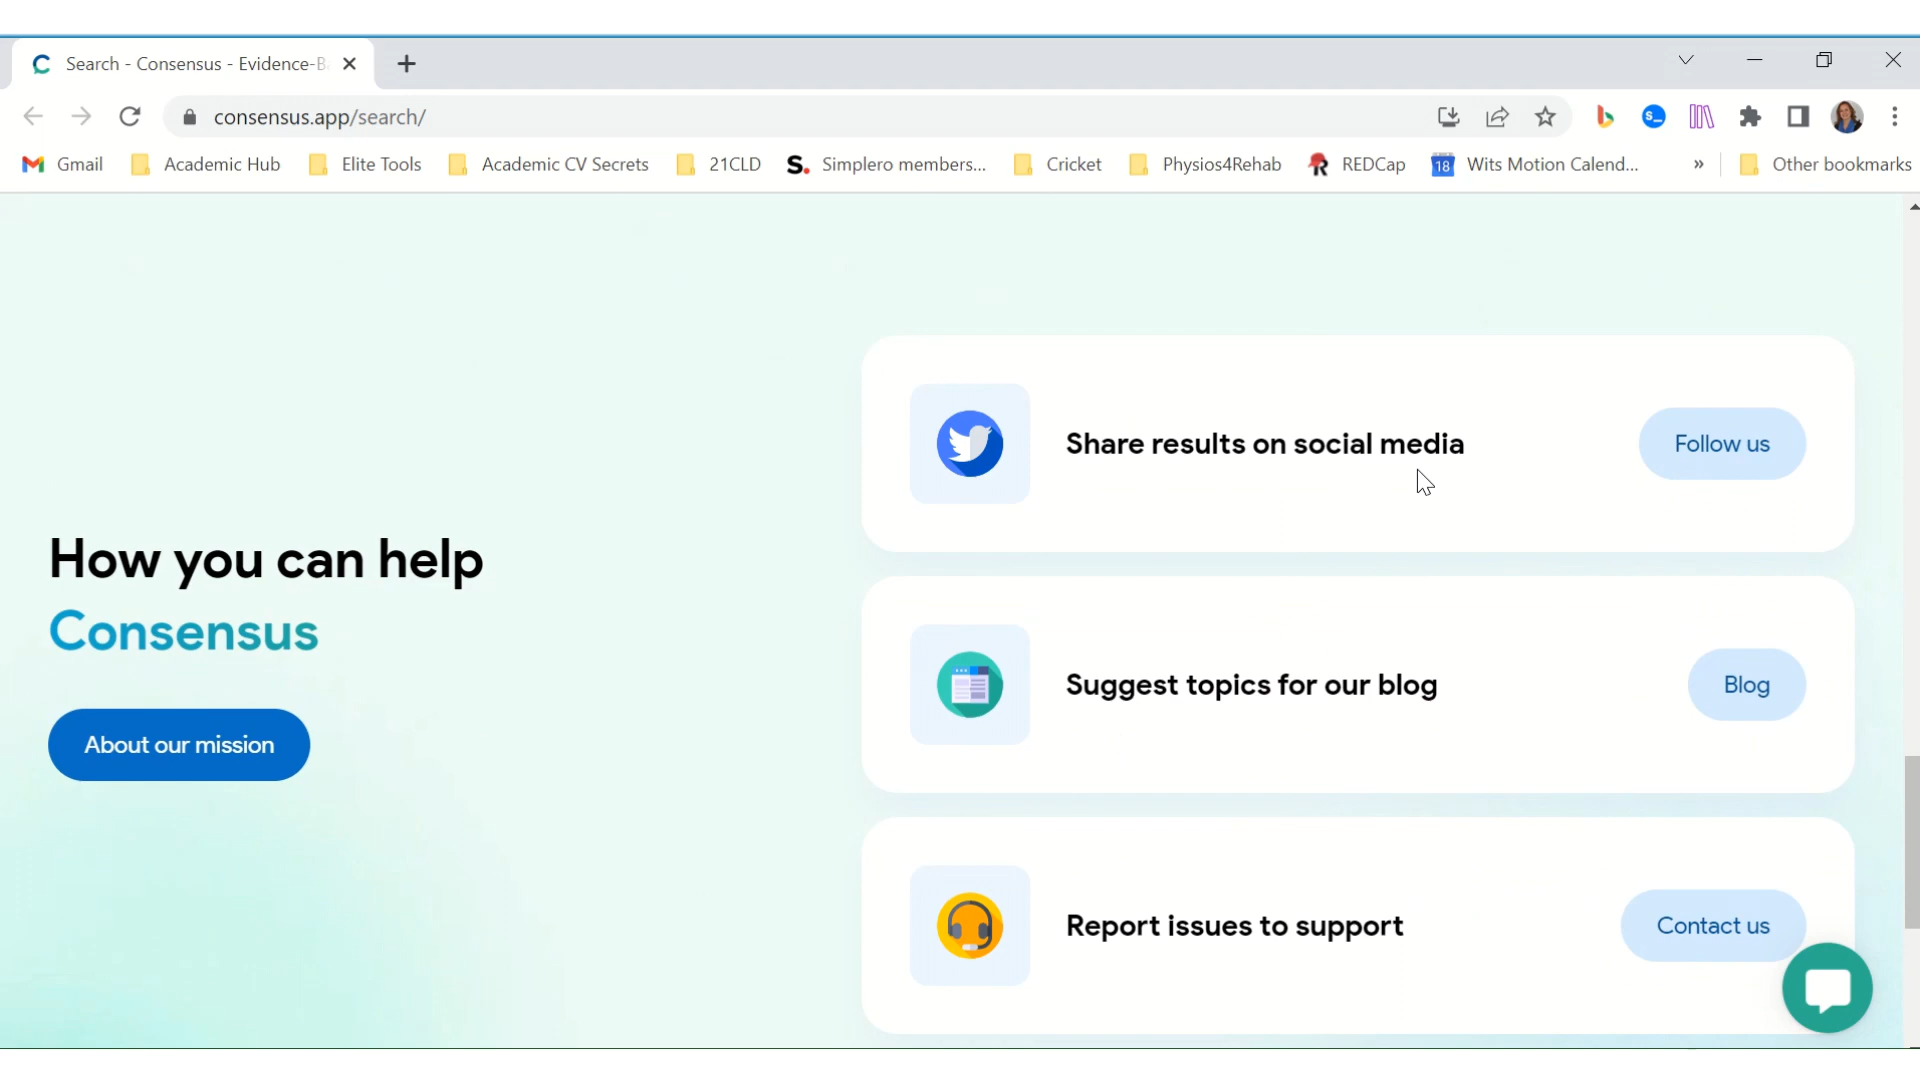 Search - Consensus - Evidence-B
consensus.app/search/
Gmail Academic Hub Elite Tools Academic CV Secrets 21CLD S. Simplero members... Cricket Physios4Rehab REDCap 18 Wits Motion Calend... » Other bookmarks
Share results on social media
Follow us
How you can help
Consensus
About our mission
Suggest topics for our blog
Blog
Report issues to support
Contact us